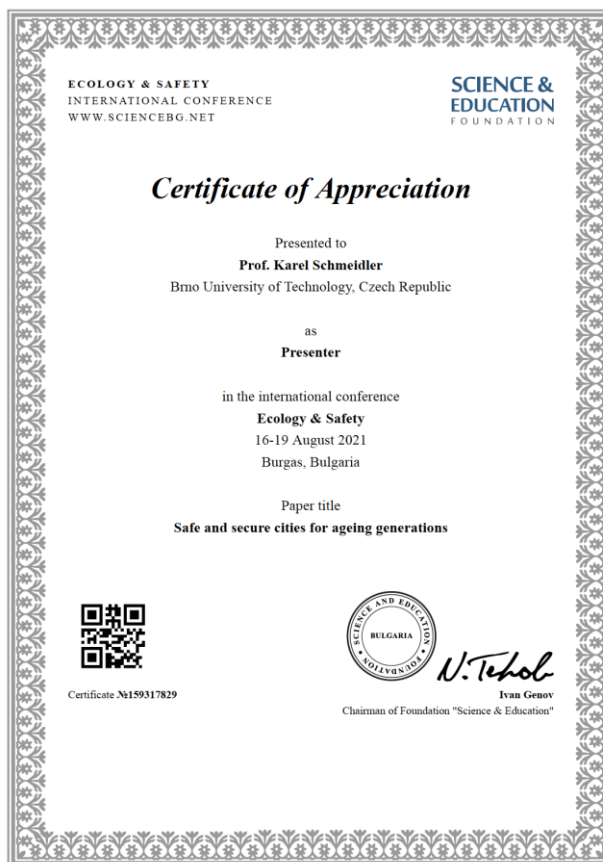 ECOLOGY & SAFETY
INTERNATIONAL CONFERENCE
WWW.SCIENCEBG.NET
SCIENCE &
EDUCATION
FOUNDATION
Certificate of Appreciation
Presented to
Prof. Karel Schmeidler
Brno University of Technology, Czech Republic
as
Presenter
in the international conference
Ecology & Safety
16-19 August 2021
Burgas, Bulgaria
Paper title
Safe and secure cities for ageing generations
SCIENCE AND EDUCATION
BULGARIA
FOUNDATION
Certificate №159317829
Ivan Genov
Chairman of Foundation "Science & Education"